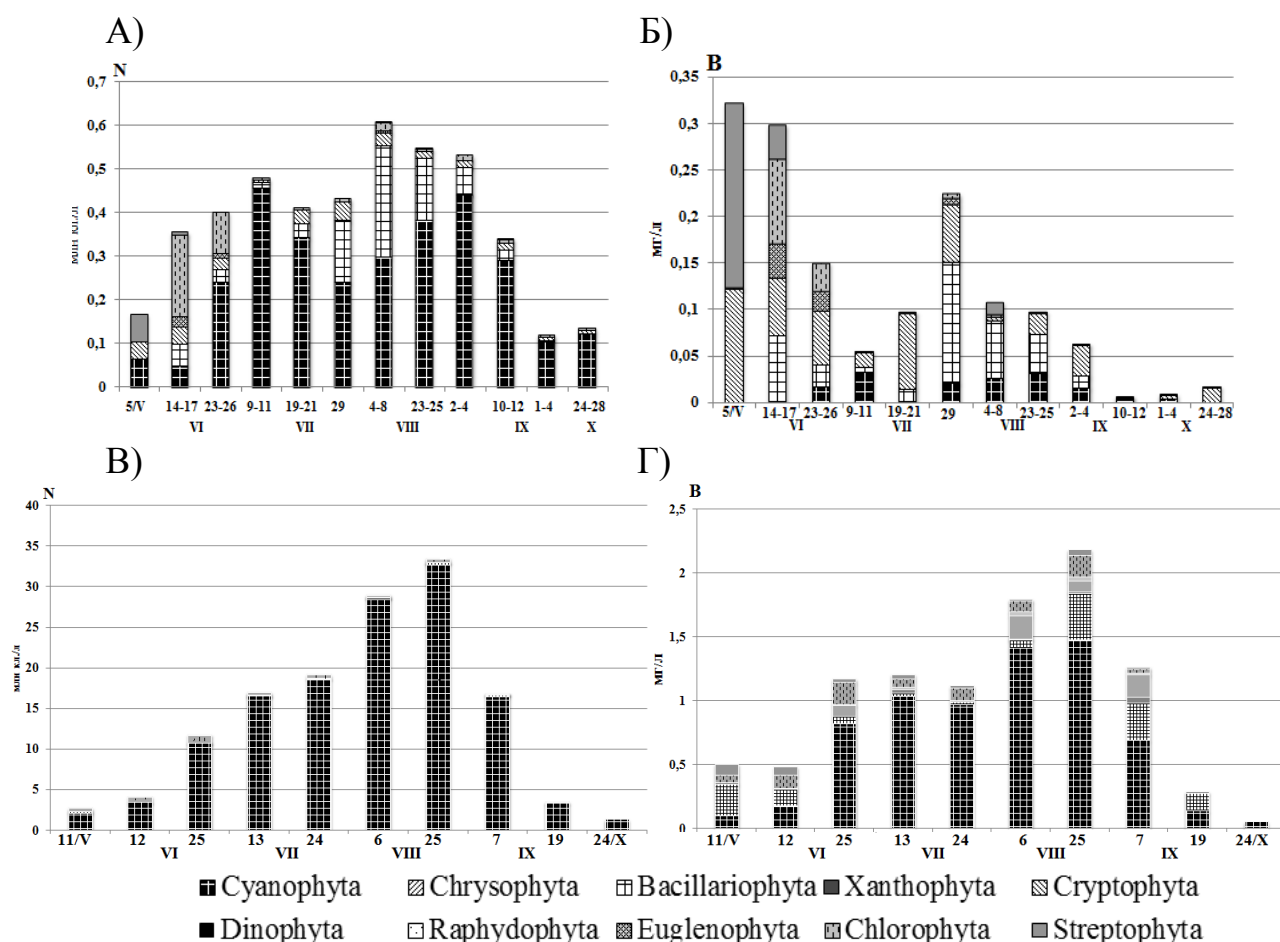 А)
Б)
N
В
млн кл./л
мг/л
0,7
0,6
0,5
0,4
0,3
0,2
0,1
0
0,35
0,3
0,25
0,2
0,15
0,1
0,05
0
5/V 14-17 23-26 9-11 19-21 29 4-8 23-25 2-4 10-12 1-4 24-28
VI VII VIII IX X
5/V 14-17 23-26 9-11 19-21 29 4-8 23-25 2-4 10-12 1-4 24-28
VI VII VIII IX X
В)
Г)
N
В
млн кл./л
мг/л
40
35
30
25
20
15
10
5
0
2,5
2
1,5
1
0,5
0
11/V 12 25 13 24 6 25 7 19 24/X
VI VII VIII IX
11/V 12 25 13 24 6 25 7 19 24/X
VI VII VIII IX
Cyanophyta Chrysophyta Bacillariophyta Xanthophyta Cryptophyta
Dinophyta Raphydophyta Euglenophyta Chlorophyta Streptophyta